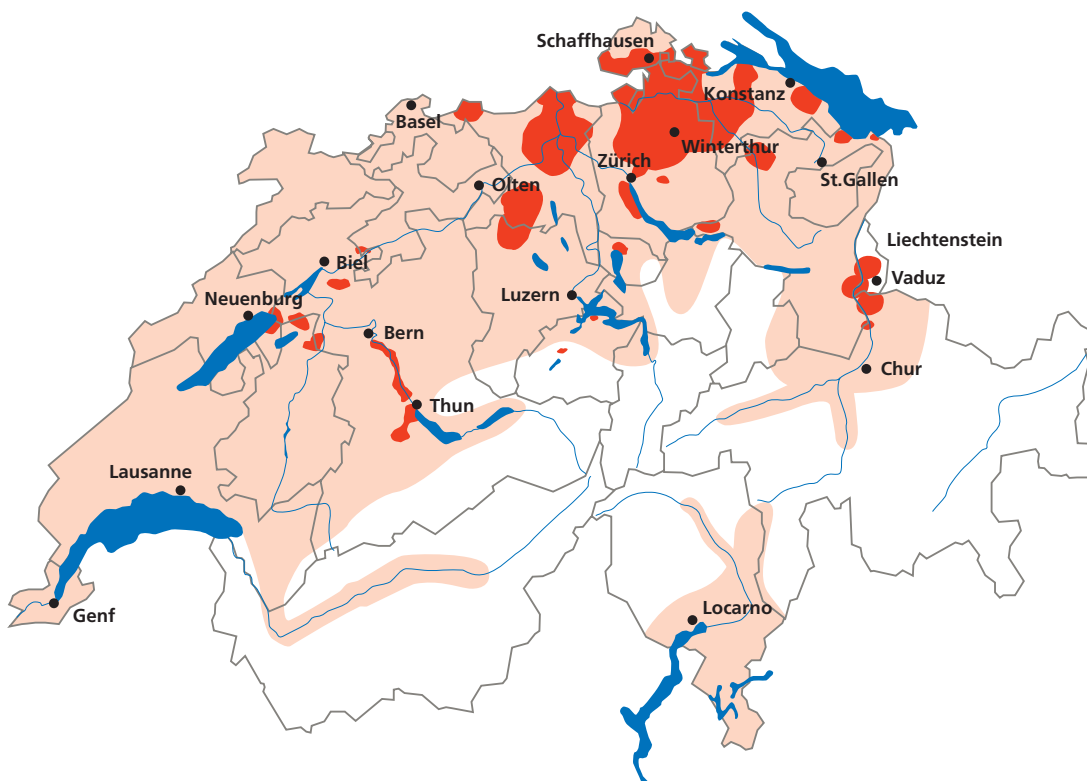 Schaffhausen
Konstanz
Basel
Winterthur
Zürich
St.Gallen
Olten
Liechtenstein
Biel
Vaduz
Luzern
Neuenburg
Bern
Chur
Thun
Lausanne
Locarno
Genf